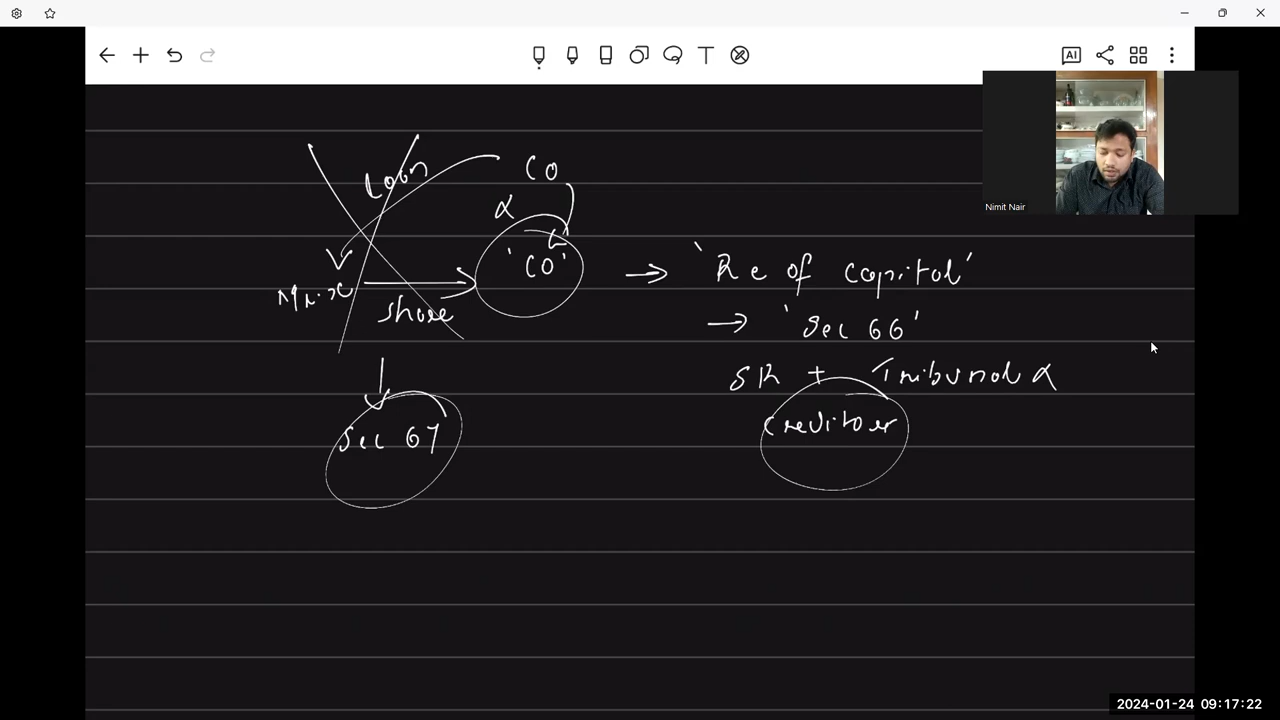 AI
Nimit Nair
Loan
CO
α
'CO'
share
Sec 67
→ 'Re of capital'
→ 'Sec 66'
SR + Tribunal α
creditor
2024-01-24 09:17:22